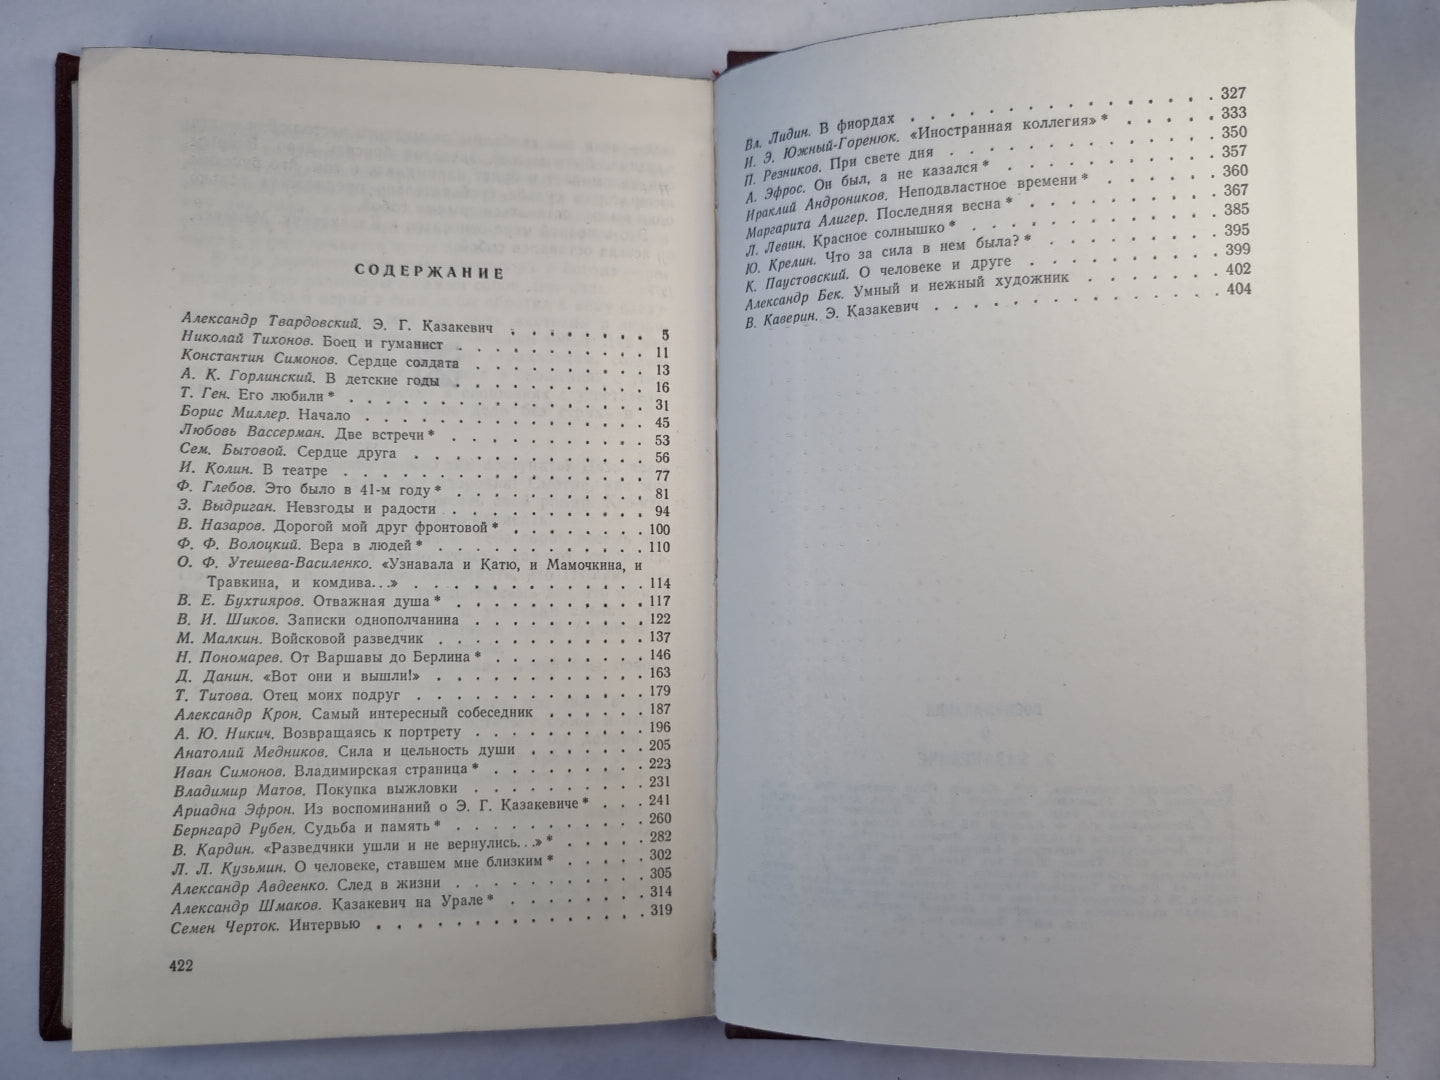 СОДЕРЖАНИЕ
Александр Твардовский. Э. Г. Казакевич . . . . . . . 5
Николай Тихонов. Боец и гуманист . . . . . . . . . . 11
Константин Симонов. Сердце солдата . . . . . . . . . 13
А. К. Горлинский. В детские годы . . . . . . . . . . 16
Т. Ген. Его любили * . . . . . . . . . . . . . . 31
Борис Миллер. Начало . . . . . . . . . . . . . . 45
Любовь Вассерман. Две встречи * . . . . . . . . . . 53
Сем. Бытовой. Сердце друга . . . . . . . . . . . . 56
И. Колин. В театре . . . . . . . . . . . . . . . 77
Ф. Глебов. Это было в 41-м году * . . . . . . . . . . 81
З. Выдриган. Невзгоды и радости . . . . . . . . . . . 94
В. Назаров. Дорогой мой друг фронтовой * . . . . . . . 100
Ф. Ф. Волоцкий. Вера в людей * . . . . . . . . . . . 110
О. Ф. Утешева-Василенко. «Узнавала и Катю, и Мамочкина, и
Травкина, и комдива...» . . . . . . . . . . . . 114
В. Е. Бухтияров. Отважная душа * . . . . . . . . . . 117
В. И. Шиков. Записки однополчанина . . . . . . . . . 122
М. Малкин. Войсковой разведчик . . . . . . . . . . . 137
Н. Пономарев. От Варшавы до Берлина * . . . . . . . . 146
Д. Данин. «Вот они и вышли!» . . . . . . . . . . . 163
Т. Титова. Отец моих подруг . . . . . . . . . . . . 179
Александр Крон. Самый интересный собеседник . . . . . 187
А. Ю. Никич. Возвращаясь к портрету . . . . . . . . . 196
Анатолий Медников. Сила и цельность души . . . . . . 205
Иван Симонов. Владимирская страница * . . . . . . . . 223
Владимир Матов. Покупка выжловки . . . . . . . . . 231
Ариадна Эфрон. Из воспоминаний о Э. Г. Казакевиче * . . . 241
Бернгард Рубен. Судьба и память * . . . . . . . . . . 260
В. Кардин. «Разведчики ушли и не вернулись...» * . . . . 282
Л. Л. Кузьмин. О человеке, ставшем мне близким * . . . . 302
Александр Авдеенко. След в жизни . . . . . . . . . . 305
Александр Шмаков. Казакевич на Урале * . . . . . . . 314
Семен Черток. Интервью . . . . . . . . . . . . . 319
422
Вл. Лидин. В фиордах . . . . . . . . . . . . . . 327
И. Э. Южный-Горенюк. «Иностранная коллегия» * . . . . . 333
П. Резников. При свете дня . . . . . . . . . . . . 350
А. Эфрос. Он был, а не казался * . . . . . . . . . . 357
Ираклий Андроников. Неподвластное времени * . . . . . . 360
Маргарита Алигер. Последняя весна * . . . . . . . . . 367
Л. Левин. Красное солнышко * . . . . . . . . . . . 385
Ю. Крелин. Что за сила в нем была? * . . . . . . . . . 395
К. Паустовский. О человеке и друге . . . . . . . . . 399
Александр Бек. Умный и нежный художник . . . . . . . 402
В. Каверин. Э. Казакевич . . . . . . . . . . . . . 404